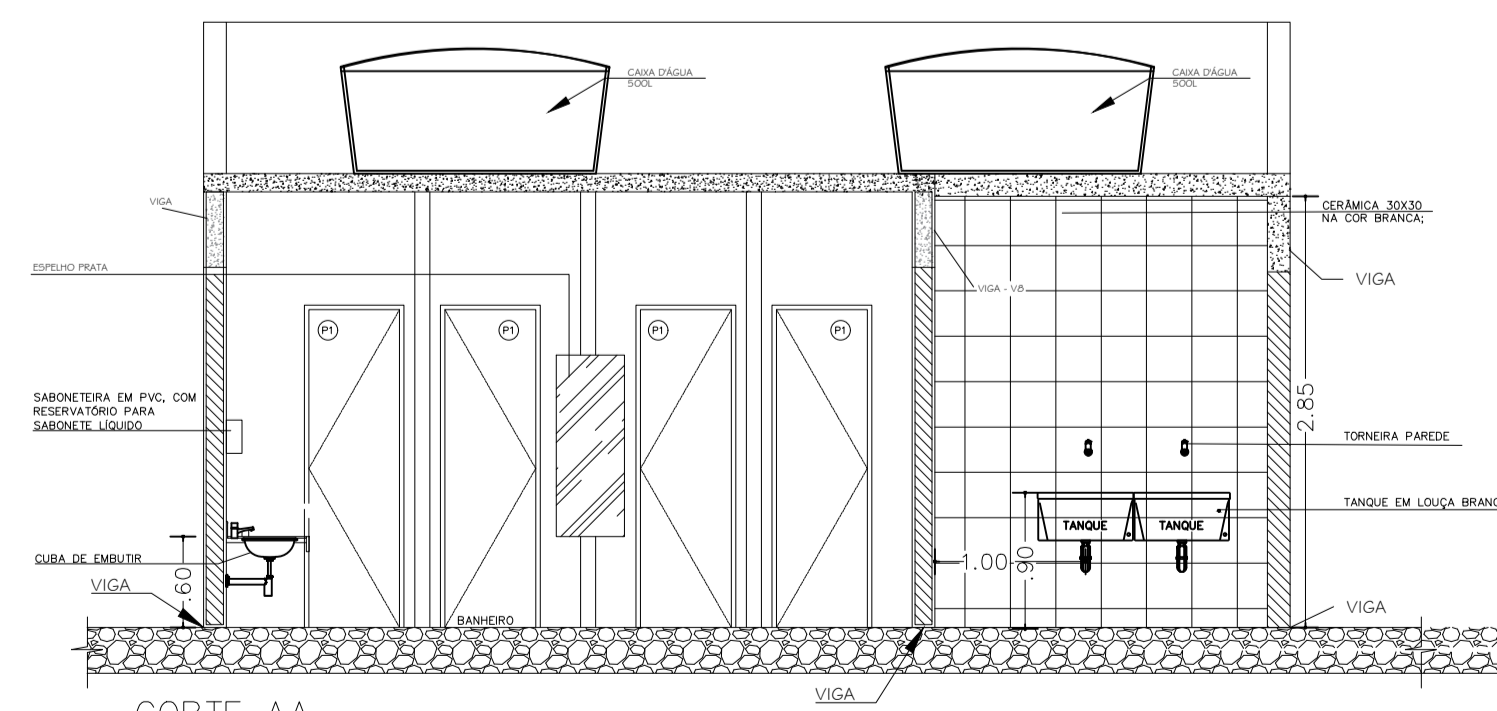 CAIXA D'ÁGUA
500L
CAIXA D'ÁGUA
500L
VIGA
CERÂMICA 30X30
NA COR BRANCA;
ESPELHO PRATA
VIGA - V8
VIGA
P1
P1
P1
P1
SABONETEIRA EM PVC, COM
RESERVATÓRIO PARA
SABONETE LÍQUIDO
2.85
TORNEIRA PAREDE
TANQUE EM LOUÇA BRANC
TANQUE
TANQUE
CUBA DE EMBUTIR
.60
1.00
.90
VIGA
BANHEIRO
VIGA
VIGA
CORTE AA